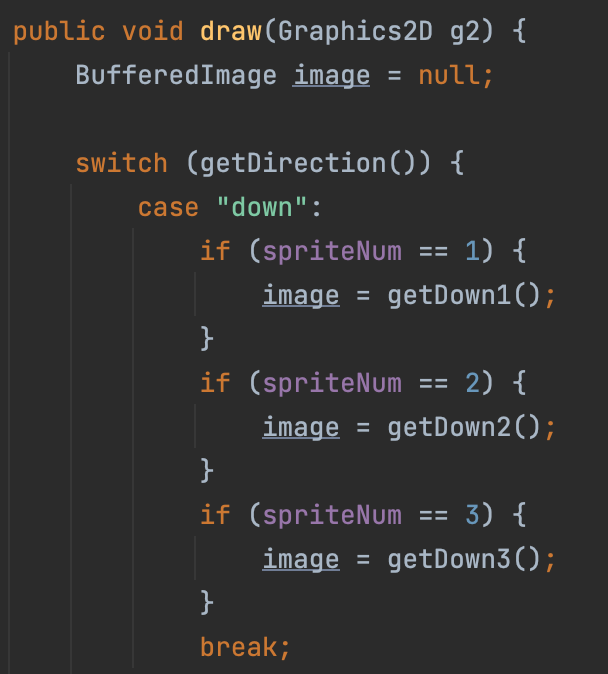 public void draw(Graphics2D g2) {
    BufferedImage image = null;

    switch (getDirection()) {
        case "down":
            if (spriteNum == 1) {
                image = getDown1();
            }
            if (spriteNum == 2) {
                image = getDown2();
            }
            if (spriteNum == 3) {
                image = getDown3();
            }
            break;